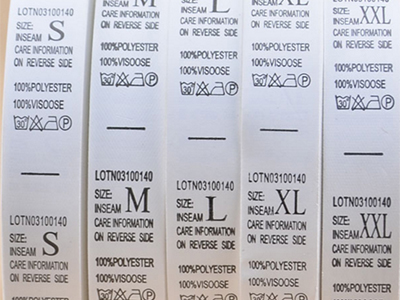 LOTN03100140
SIZE: S
INSEAM
CARE INFORMATION
ON REVERSE SIDE
100%POLYESTER
100%VISOOSE
LOTN03100140
SIZE: S
INSEAM
CARE INFORMATION
ON REVERSE SIDE
100%POLYESTER
M
INSEAM
CARE INFORMATION
ON REVERSE SIDE
100%POLYESTER
100%VISOOSE
LOTN03100140
SIZE: M
INSEAM
CARE INFORMATION
ON REVERSE SIDE
100%POLYESTER
100%VISOOSE
SIZE: L
INSEAM
CARE INFORMATION
ON REVERSE SIDE
100%POLYESTER
100%VISOOSE
LOTN03100140
SIZE: L
INSEAM
CARE INFORMATION
ON REVERSE SIDE
100%POLYESTER
100%VISOOSE
XL
INSEAM
CARE INFORMATION
ON REVERSE SIDE
100%POLYESTER
100%VISOOSE
LOTN03100140
SIZE: XL
INSEAM
CARE INFORMATION
ON REVERSE SIDE
100%POLYESTER
100%VISOOSE
LOTN03100140
SIZE: XXL
INSEAM
CARE INFORMATION
ON REVERSE SIDE
100%POLYESTER
100%VISOOSE
LOTN03100140
SIZE: XXL
INSEAM
CARE INFORMATION
ON REVERSE SIDE
100%POLYESTER